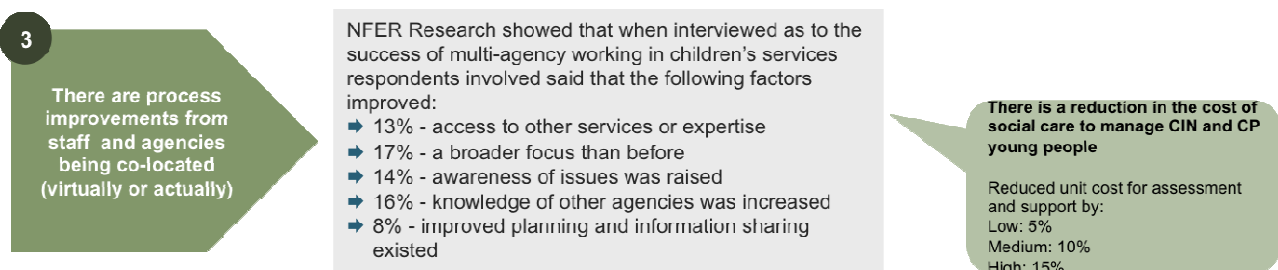 3
There are process
improvements from
staff and agencies
being co-located
(virtually or actually)
NFER Research showed that when interviewed as to the
success of multi-agency working in children's services
respondents involved said that the following factors
improved:
13% - access to other services or expertise
17% - a broader focus than before
14% - awareness of issues was raised
16% - knowledge of other agencies was increased
8% - improved planning and information sharing
existed
There is a reduction in the cost of
social care to manage CIN and CP
young people
Reduced unit cost for assessment
and support by:
Low: 5%
Medium: 10%
High: 15%